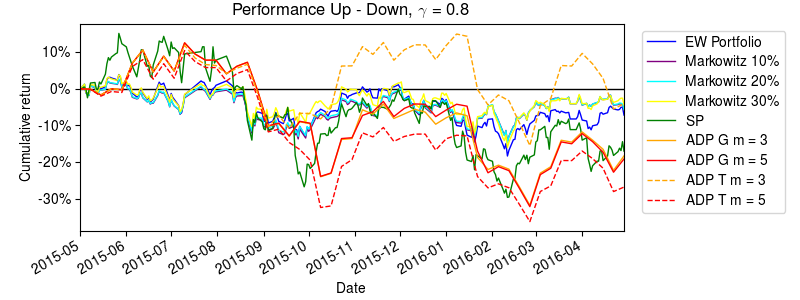 Performance Up - Down, γ = 0.8
Cumulative return
10%
0%
-10%
-20%
-30%
2015-05
2015-06
2015-07
2015-08
2015-09
2015-10
2015-11
2015-12
2016-01
2016-02
2016-03
2016-04
Date
EW Portfolio
Markowitz 10%
Markowitz 20%
Markowitz 30%
SP
ADP G m = 3
ADP G m = 5
ADP T m = 3
ADP T m = 5